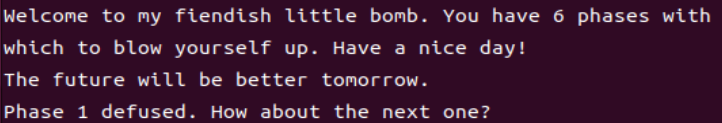 Welcome to my fiendish little bomb. You have 6 phases with
which to blow yourself up. Have a nice day!
The future will be better tomorrow.
Phase 1 defused. How about the next one?